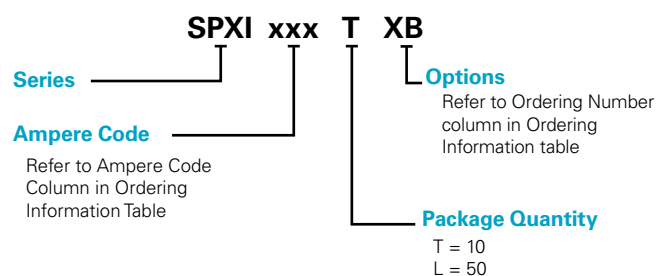 SPXI xxx T XB
Series
Options
Refer to Ordering Number
column in Ordering
Information table
Ampere Code
Refer to Ampere Code
Column in Ordering
Information Table
Package Quantity
T = 10
L = 50